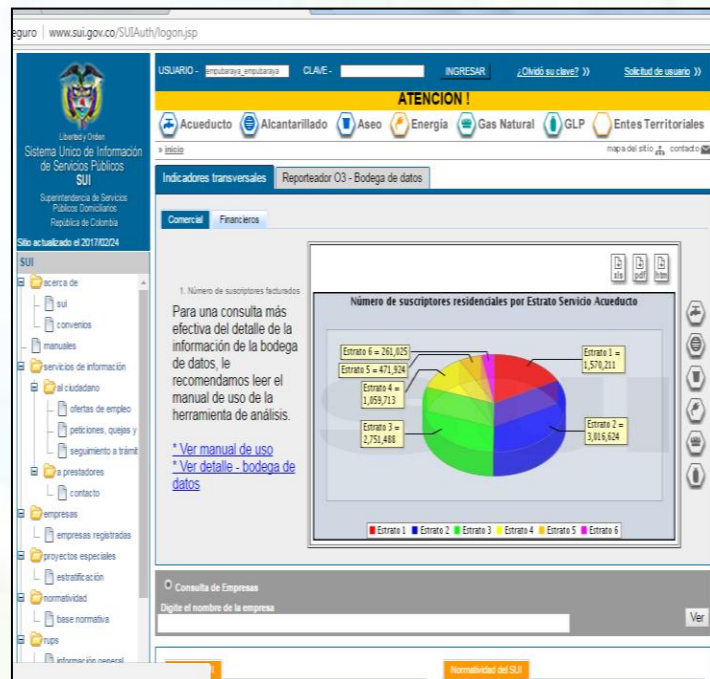 eguro | www.sui.gov.co/SUIAuth/logon.jsp
USUARIO - empubaraya_empubaraya CLAVE - INGRESAR ¿Olvidó su clave? )) Solicitud de usuario ))
ATENCION !
Acueducto Alcantarillado Aseo Energía Gas Natural GLP Entes Territoriales
» inicio mapa del sitio contacto
Libertad y Orden
Sistema Unico de Información
de Servicios Públicos
SUI
Superintendencia de Servicios
Públicos Domiciliarios
República de Colombia
Sitio actualizado el 2017/02/24
SUI
acerca de
sui
convenios
manuales
servicios de información
al ciudadano
ofertas de empleo
peticiones, quejas y
seguimiento a trámit
a prestadores
contacto
empresas
empresas registradas
proyectos especiales
estratificación
normatividad
base normativa
rups
información general
Indicadores transversales Reporteador O3 - Bodega de datos
Comercial Financieros
1. Número de suscriptores facturados
Para una consulta más
efectiva del detalle de la
información de la bodega
de datos, le
recomendamos leer el
manual de uso de la
herramienta de análisis.
* Ver manual de uso
* Ver detalle - bodega de
datos
xls pdf htm
Número de suscriptores residenciales por Estrato Servicio Acueducto
Estrato 6 = 261,025
Estrato 5 = 471,924
Estrato 4 =
1,059,713
Estrato 3 =
2,751,488
Estrato 1 =
1,570,211
Estrato 2 =
3,016,624
Estrato 1 Estrato 2 Estrato 3 Estrato 4 Estrato 5 Estrato 6
Consulta de Empresas
Digite el nombre de la empresa
Ver
Normatividad del SUI